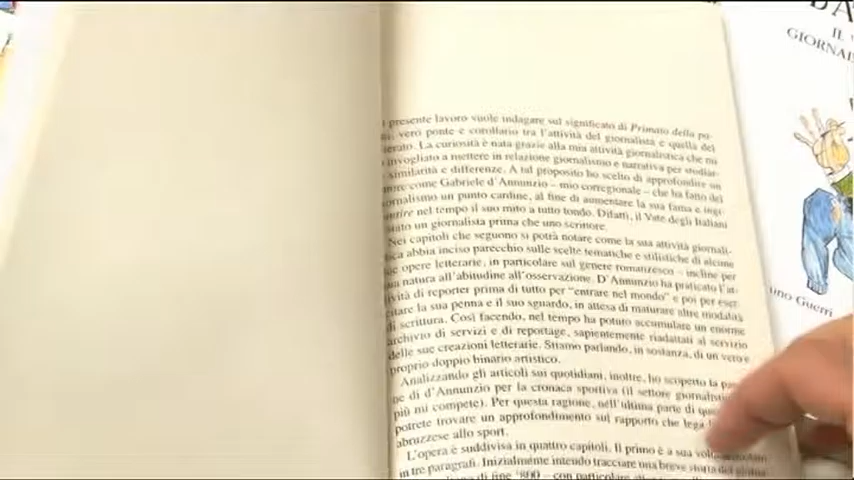 presente lavoro vuole indagare sul significato di Primato della pa-
vero ponte e corollario tra l'attività del giornalista e quella del
La curiosità è nata grazie alla mia attività giornalistica che mi
invogliato a mettere in relazione giornalismo e narrativa per studiar-
similarità e differenze. A tal proposito ho scelto di approfondire un
come Gabriele d'Annunzio – mio corregionale – che ha fatto del
un punto cardine, al fine di aumentare la sua fama e inge-
nel tempo il suo mito a tutto tondo. Difatti, il Vate degli Italiani
stato un giornalista prima che uno scrittore.
Nei capitoli che seguono si potrà notare come la sua attività giornali-
abbia inciso parecchio sulle scelte tematiche e stilistiche di alcune
opere letterarie, in particolare sul genere romanzesco – incline per
natura all'abitudine all'osservazione. D'Annunzio ha praticato l'at-
tività di reporter prima di tutto per "entrare nel mondo" e poi per eser-
citare la sua penna e il suo sguardo, in attesa di maturare altre modalità
di scrittura. Così facendo, nel tempo ha potuto accumulare un enorme
archivio di servizi e di reportage, sapientemente riadattati al servizio
delle sue creazioni letterarie. Stiamo parlando, in sostanza, di un vero e
proprio doppio binario artistico.
Analizzando gli articoli sui quotidiani, inoltre, ho scoperto la
ne di d'Annunzio per la cronaca sportiva (il settore giornalisti
più mi compete). Per questa ragione, nell'ultima parte di
potrete trovare un approfondimento sul rapporto che lega
abruzzese allo sport.
L'opera è suddivisa in quattro capitoli. Il primo è a sua
in tre paragrafi. Inizialmente intendo tracciare una breve storia del
di fine '800 – con particolare
IL
GIORNAL
Guerri